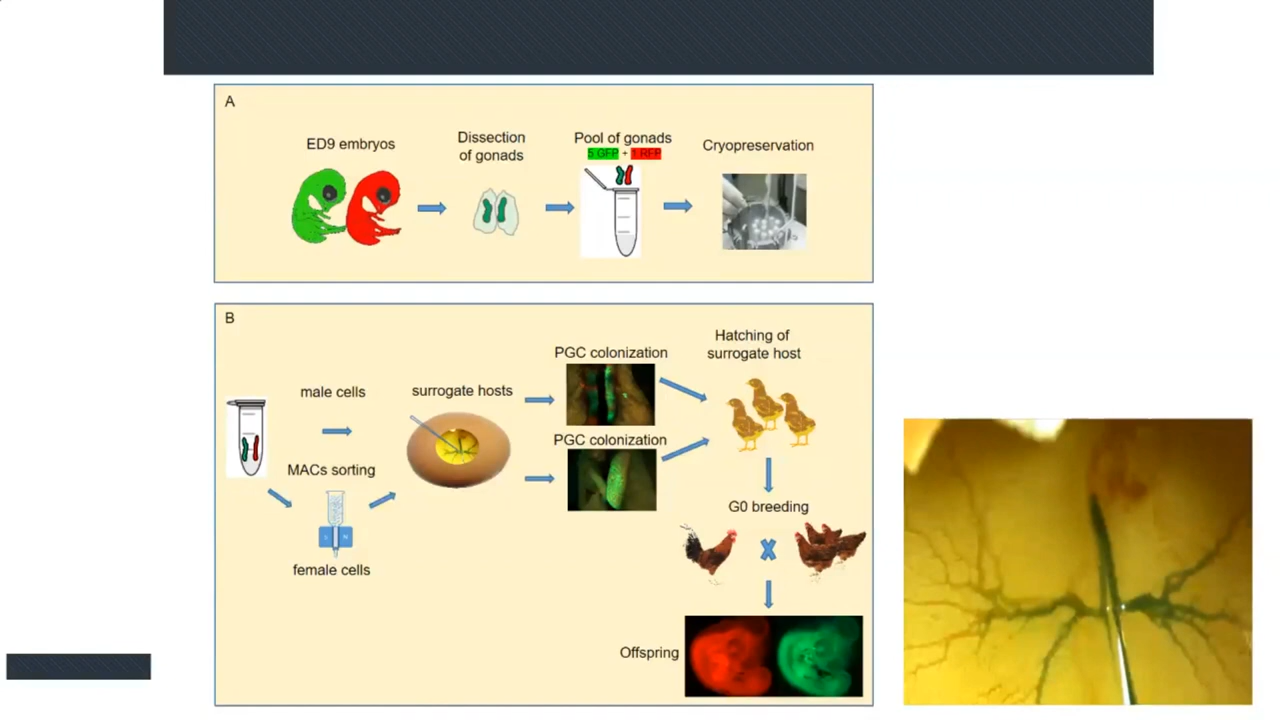 A
ED9 embryos
Dissection
of gonads
Pool of gonads
5 GFP + 1 RFP
Cryopreservation
B
male cells
MACs sorting
female cells
surrogate hosts
PGC colonization
PGC colonization
Hatching of
surrogate host
G0 breeding
Offspring